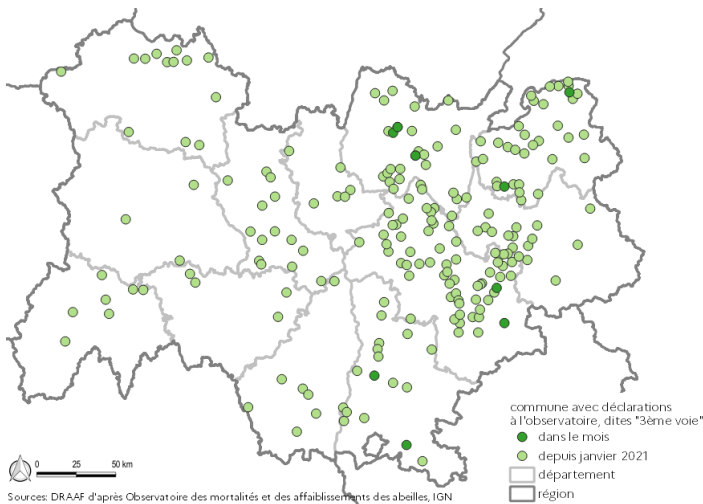 commune avec déclarations
à l'observatoire, dites "3ème voie"
dans le mois
depuis janvier 2021
département
région
0 25 50 km
Sources: DRAAF d'après Observatoire des mortalités et des affaiblissements des abeilles, IGN